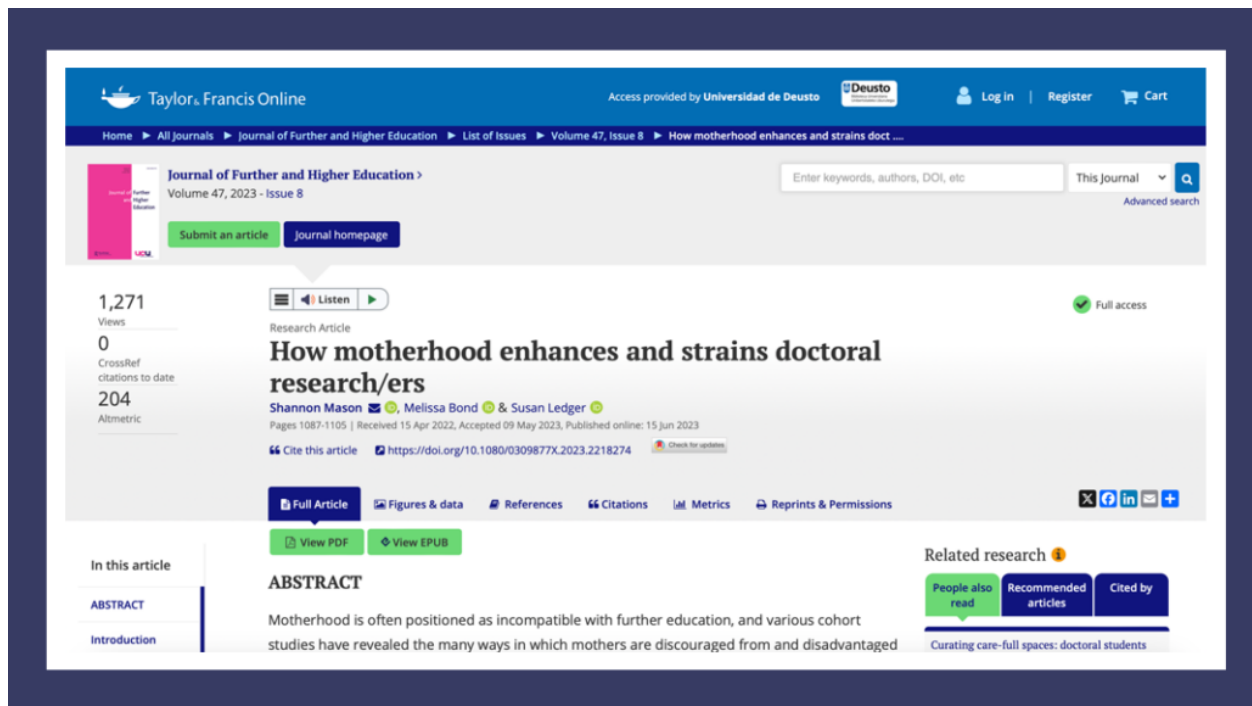 Taylor & Francis Online
Access provided by Universidad de Deusto
Deusto
Log in | Register Cart
Home ► All Journals ► Journal of Further and Higher Education ► List of Issues ► Volume 47, Issue 8 ► How motherhood enhances and strains doct ....
Journal of Further and Higher Education >
Volume 47, 2023 - Issue 8
Enter keywords, authors, DOI, etc
This Journal
Advanced search
Submit an article
Journal homepage
Journal of Further
and Higher
Education
ucu
1,271
Views
0
CrossRef
citations to date
204
Altmetric
Listen
Full access
Research Article
How motherhood enhances and strains doctoral
research/ers
Shannon Mason, Melissa Bond & Susan Ledger
Pages 1087-1105 | Received 15 Apr 2022, Accepted 09 May 2023, Published online: 15 Jun 2023
Cite this article https://doi.org/10.1080/0309877X.2023.2218274 Check for updates
Full Article Figures & data References Citations Metrics Reprints & Permissions
View PDF View EPUB
In this article
ABSTRACT
Introduction
ABSTRACT
Motherhood is often positioned as incompatible with further education, and various cohort
studies have revealed the many ways in which mothers are discouraged from and disadvantaged
Related research
People also
read
Recommended
articles
Cited by
Curating care-full spaces: doctoral students